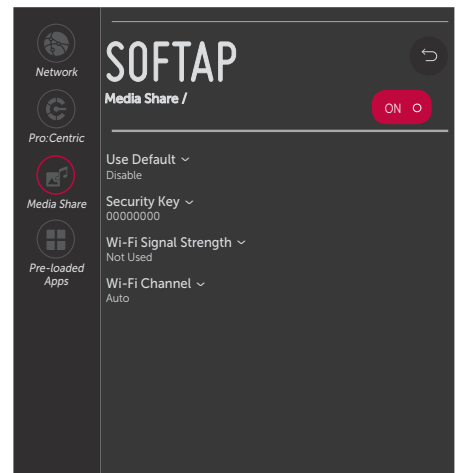 Network
Pro:Centric
Media Share
Pre-loaded
Apps
SOFTAP
Media Share /
ON
Use Default
Disable
Security Key
00000000
Wi-Fi Signal Strength
Not Used
Wi-Fi Channel
Auto